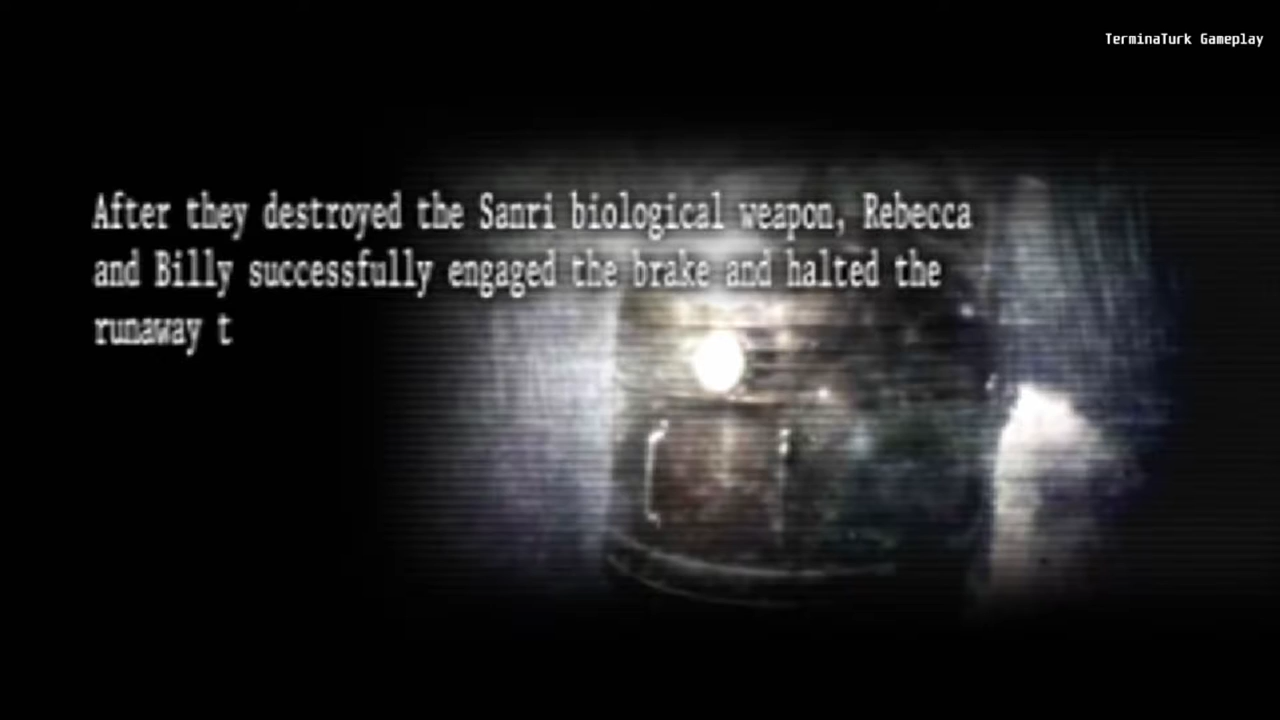 TerminaTurk Gameplay
After they destroyed the Sanri biological weapon, Rebecca
and Billy successfully engaged the brake and halted the
runaway t